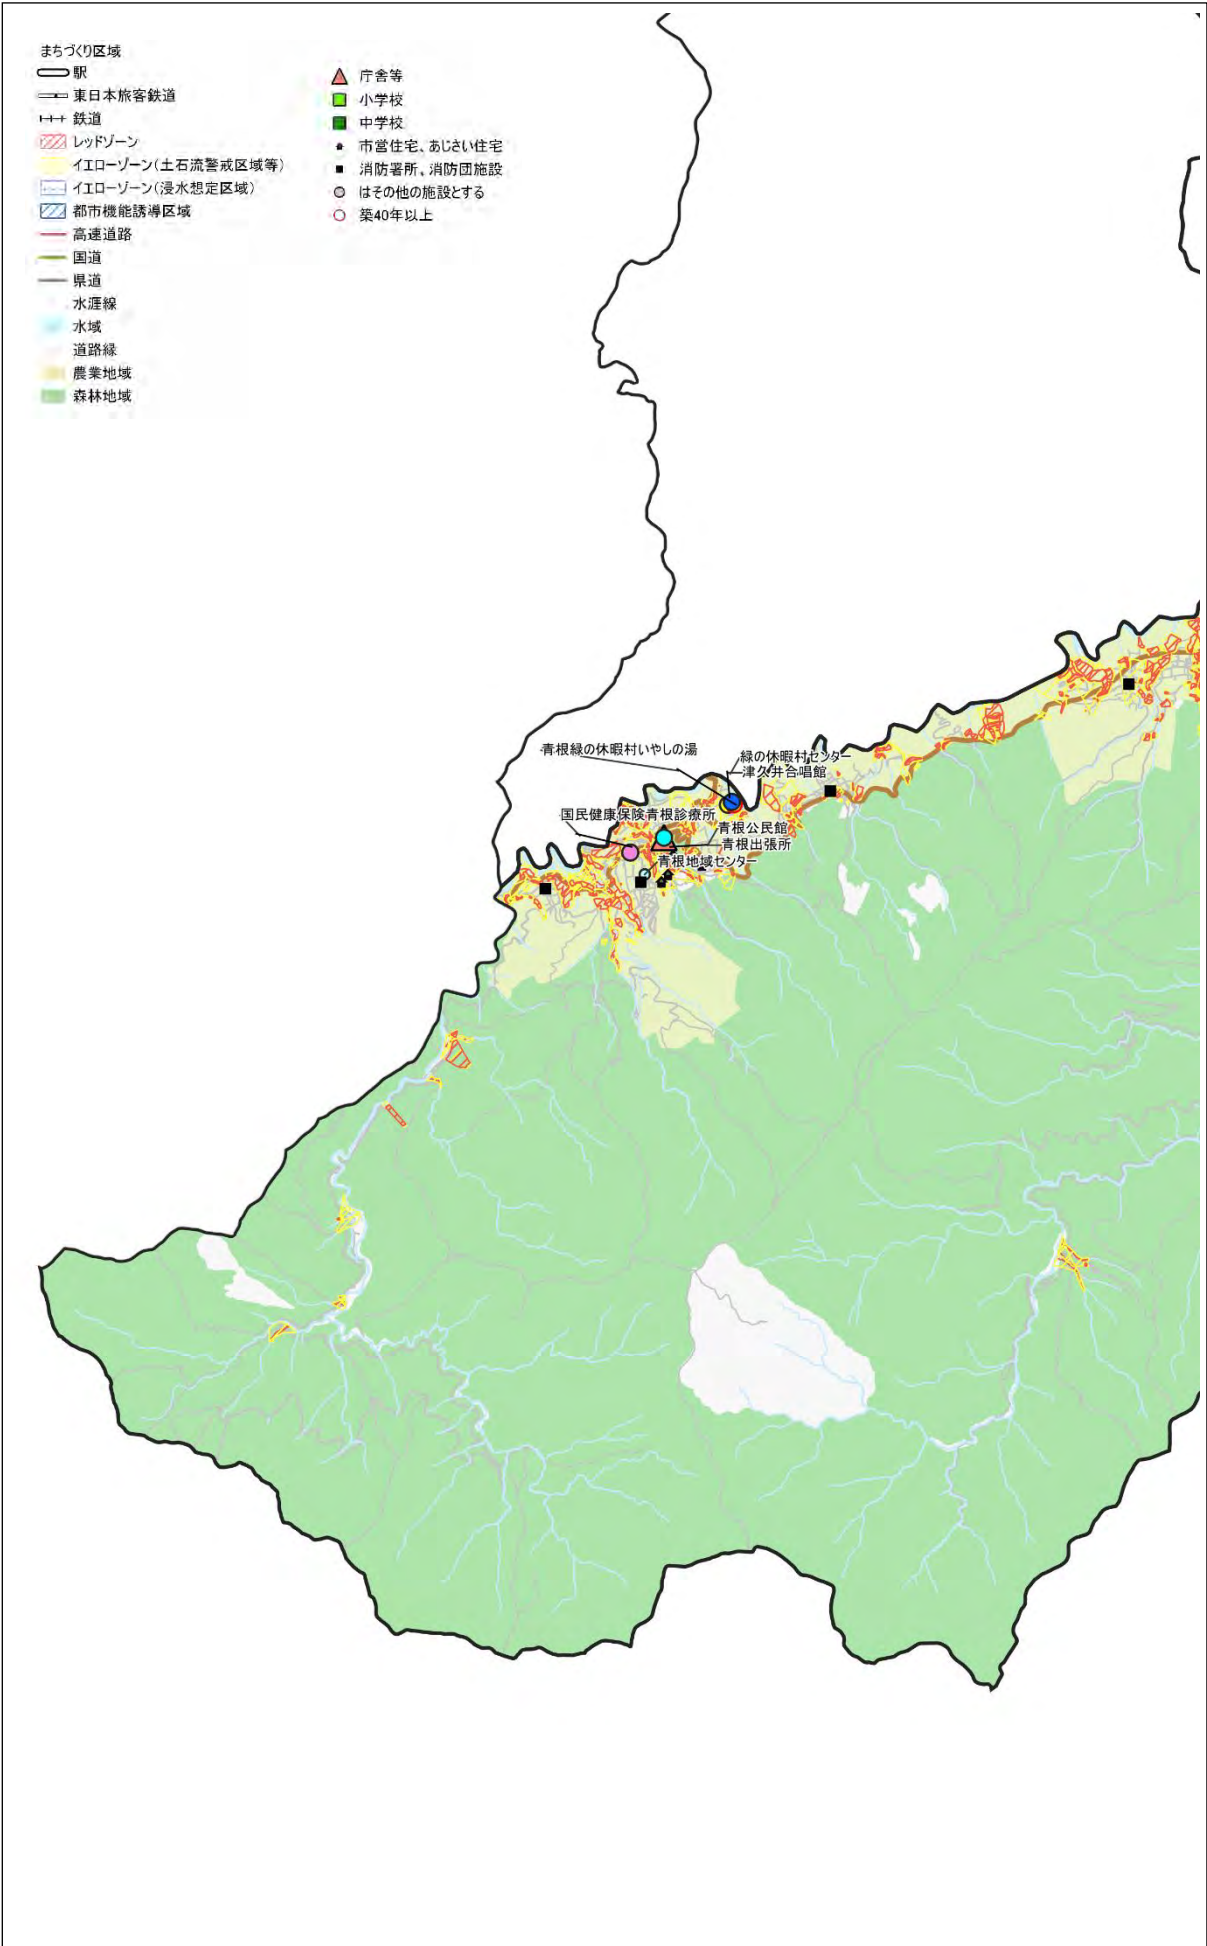 まちづくり区域
駅
東日本旅客鉄道
鉄道
レッドゾーン
イエローゾーン(土石流警戒区域等)
イエローゾーン(浸水想定区域)
都市機能誘導区域
高速道路
国道
県道
水涯線
水域
道路縁
農業地域
森林地域
庁舎等
小学校
中学校
市営住宅、あじさい住宅
消防署所、消防団施設
はその他の施設とする
築40年以上
青根緑の休暇村いやしの湯
緑の休暇村センター
津久井合唱館
国民健康保険青根診療所
青根公民館
青根出張所
青根地域センター